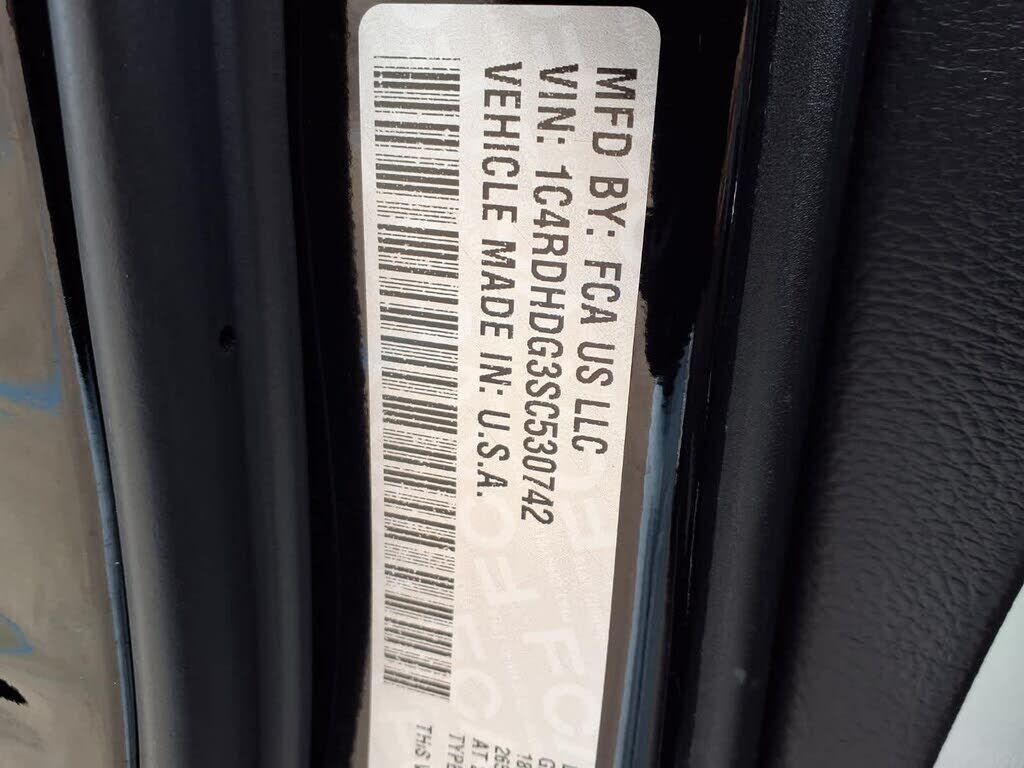 MFD BY: FCA US LLC
VIN: 1C4RDHDG3SC530742
VEHICLE MADE IN: U.S.A.